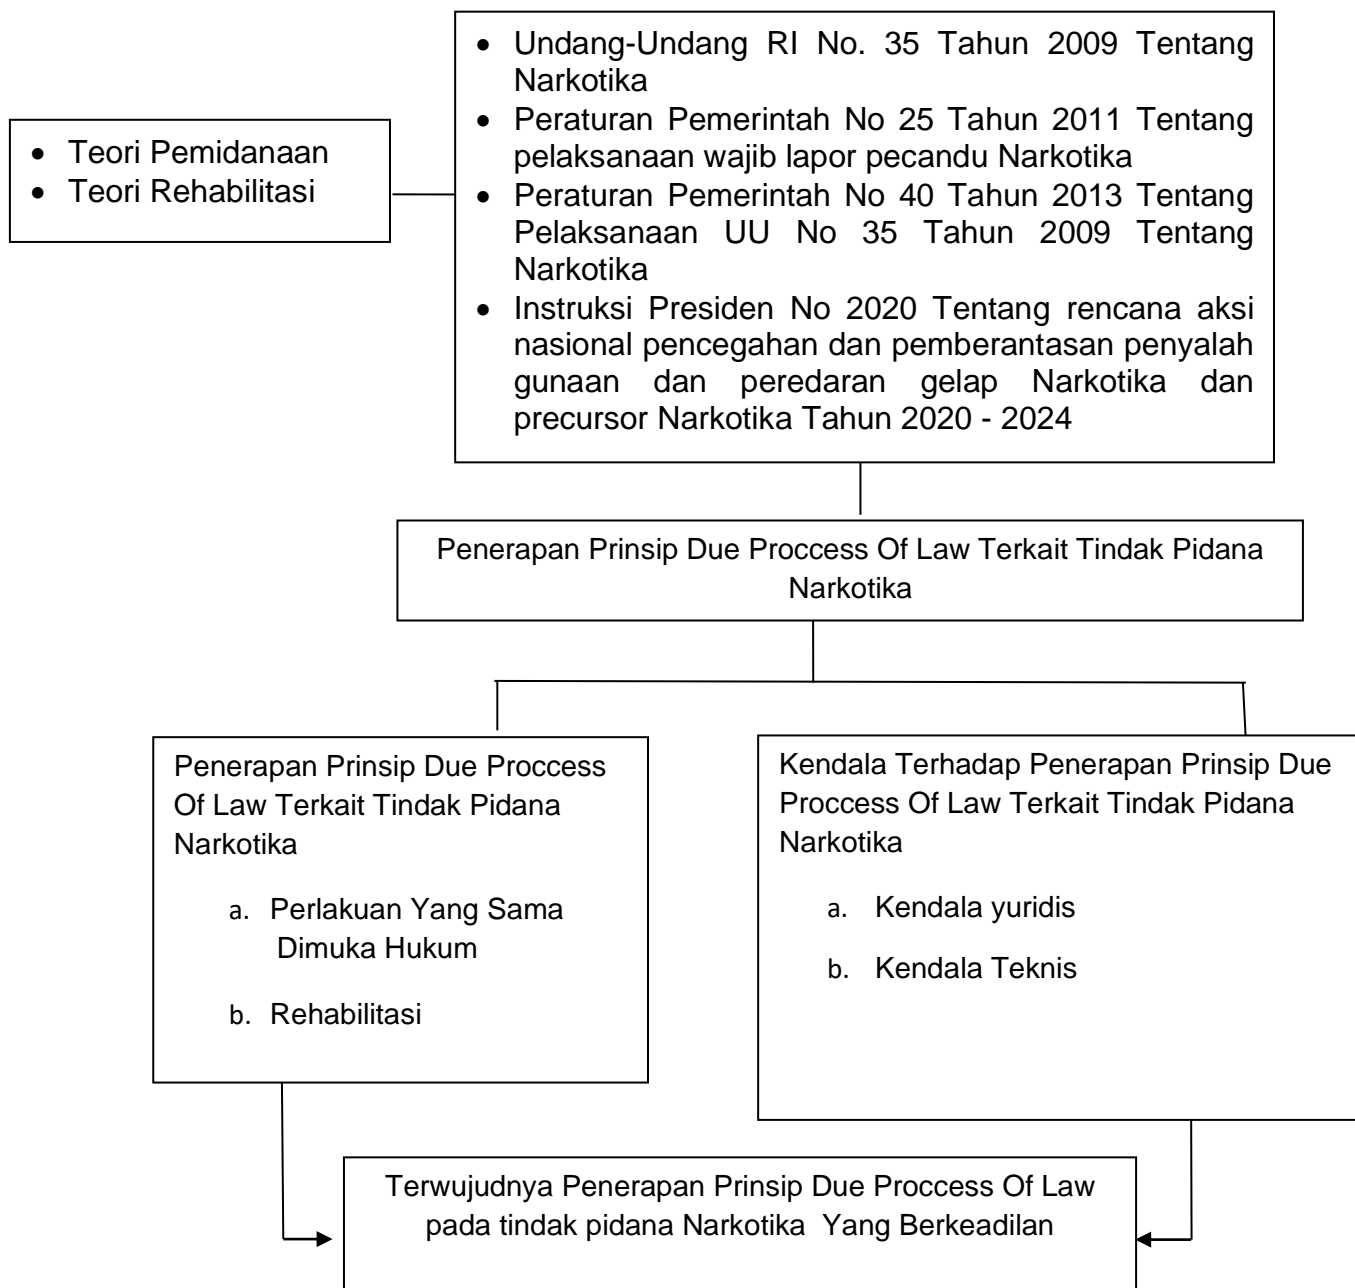 • Undang-Undang RI No. 35 Tahun 2009 Tentang
Narkotika
• Peraturan Pemerintah No 25 Tahun 2011 Tentang
pelaksanaan wajib lapor pecandu Narkotika
• Peraturan Pemerintah No 40 Tahun 2013 Tentang
Pelaksanaan UU No 35 Tahun 2009 Tentang
Narkotika
• Instruksi Presiden No 2020 Tentang rencana aksi
nasional pencegahan dan pemberantasan penyalah
gunaan dan peredaran gelap Narkotika dan
precursor Narkotika Tahun 2020 - 2024
• Teori Pemidanaan
• Teori Rehabilitasi
Penerapan Prinsip Due Proccess Of Law Terkait Tindak Pidana
Narkotika
Penerapan Prinsip Due Proccess
Of Law Terkait Tindak Pidana
Narkotika
a. Perlakuan Yang Sama
Dimuka Hukum
b. Rehabilitasi
Kendala Terhadap Penerapan Prinsip Due
Proccess Of Law Terkait Tindak Pidana
Narkotika
a. Kendala yuridis
b. Kendala Teknis
Terwujudnya Penerapan Prinsip Due Proccess Of Law
pada tindak pidana Narkotika Yang Berkeadilan